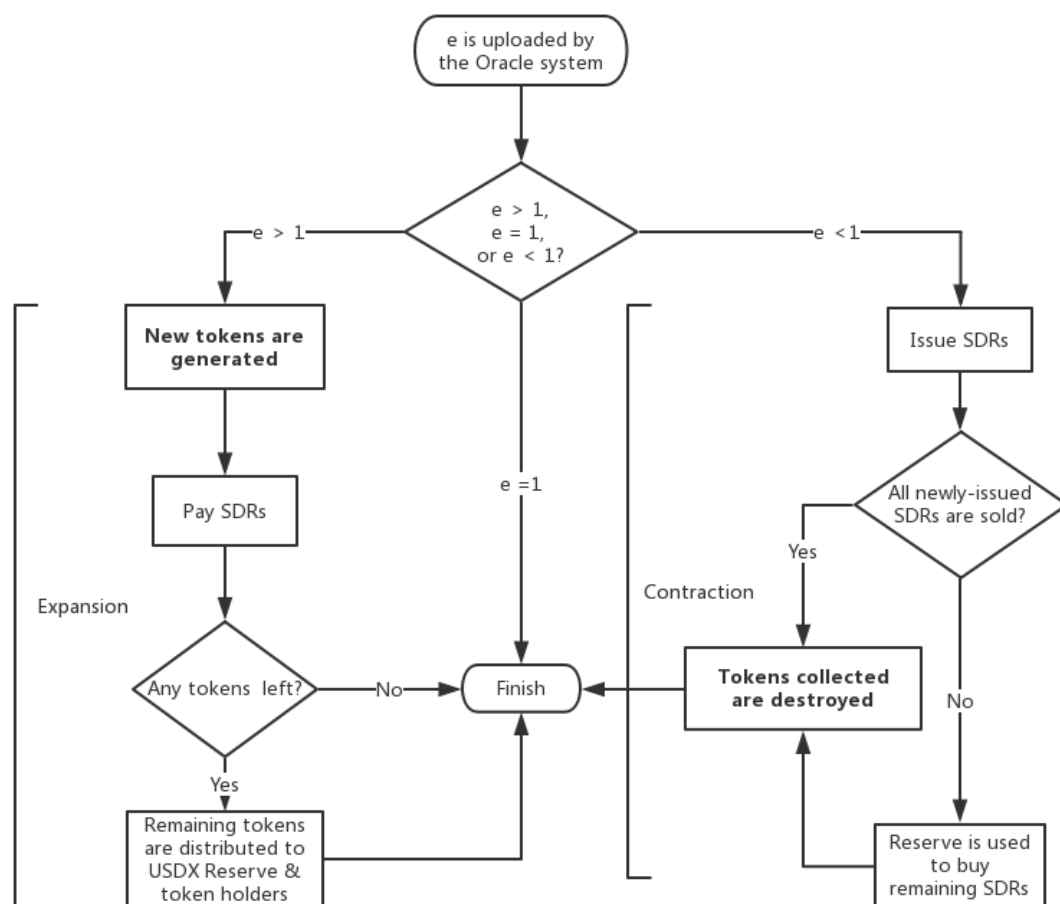 e is uploaded by
the Oracle system
e > 1,
e = 1,
or e < 1?
e > 1
e <1
New tokens are
generated
Issue SDRs
Pay SDRs
e =1
All newly-issued
SDRs are sold?
Yes
Expansion
Contraction
Any tokens left?
No
Finish
Tokens collected
are destroyed
No
Yes
Remaining tokens
are distributed to
USDX Reserve &
token holders
Reserve is used
to buy
remaining SDRs